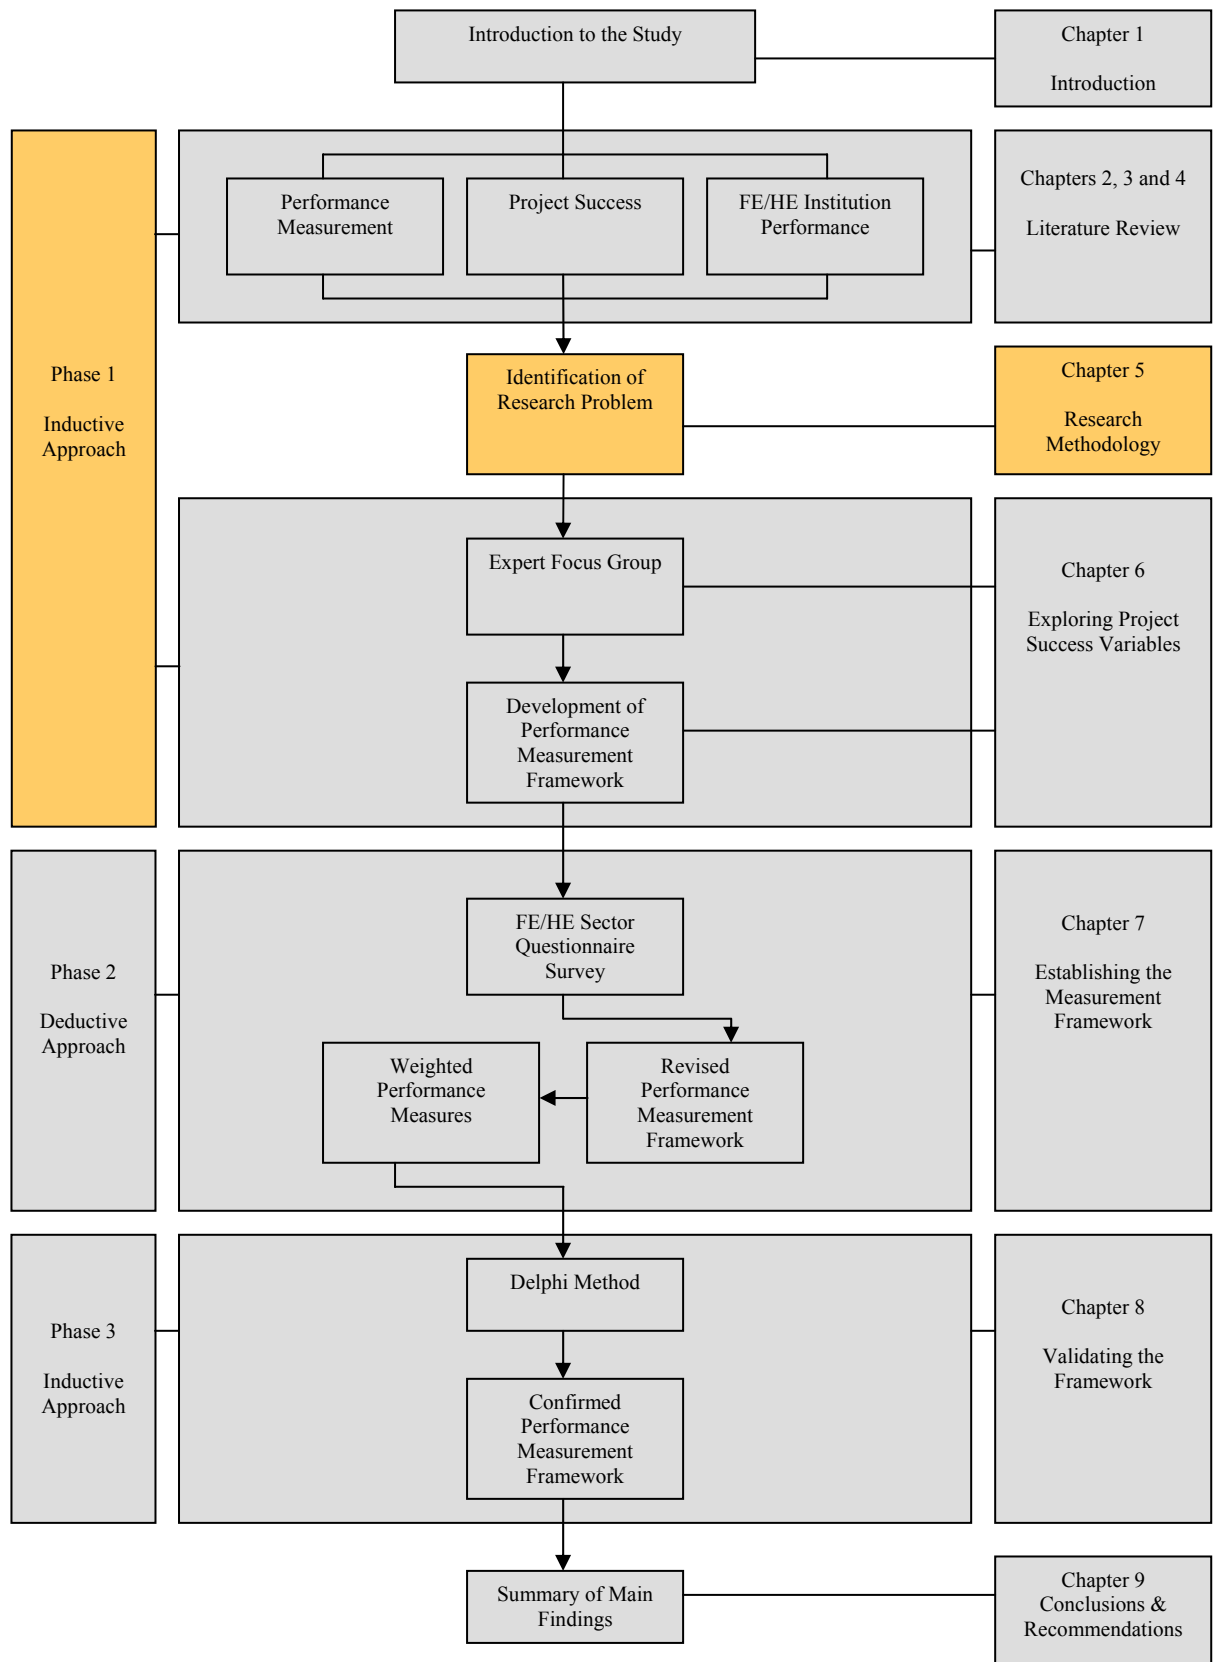 Introduction to the Study
Chapter 1
Introduction
Performance
Measurement
Project Success
FE/HE Institution
Performance
Chapters 2, 3 and 4
Literature Review
Phase 1
Inductive
Approach
Identification of
Research Problem
Chapter 5
Research
Methodology
Expert Focus Group
Chapter 6
Exploring Project
Success Variables
Development of
Performance
Measurement
Framework
Phase 2
Deductive
Approach
FE/HE Sector
Questionnaire
Survey
Chapter 7
Establishing the
Measurement
Framework
Weighted
Performance
Measures
Revised
Performance
Measurement
Framework
Phase 3
Inductive
Approach
Delphi Method
Chapter 8
Validating the
Framework
Confirmed
Performance
Measurement
Framework
Summary of Main
Findings
Chapter 9
Conclusions &
Recommendations